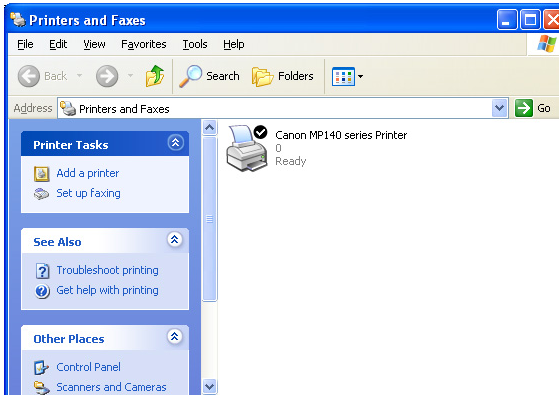 Printers and Faxes
File Edit View Favorites Tools Help
Back Search Folders
Address Printers and Faxes Go
Printer Tasks
Add a printer
Set up faxing
See Also
Troubleshoot printing
Get help with printing
Other Places
Control Panel
Scanners and Cameras
Canon MP140 series Printer
0
Ready